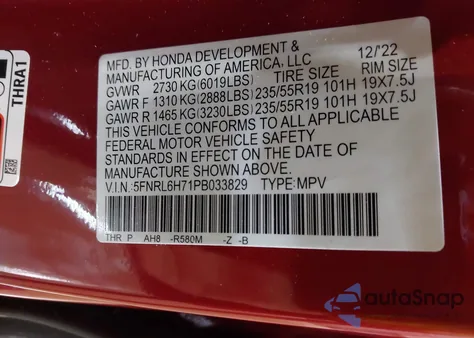 MFD. BY HONDA DEVELOPMENT & 12/'22
MANUFACTURING OF AMERICA, LLC
GVWR 2730 KG(6019LBS) TIRE SIZE RIM SIZE
GAWR F 1310 KG(2888LBS) 235/55R19 101H 19X7.5J
GAWR R 1465 KG(3230LBS) 235/55R19 101H 19X7.5J
THIS VEHICLE CONFORMS TO ALL APPLICABLE
FEDERAL MOTOR VEHICLE SAFETY
STANDARDS IN EFFECT ON THE DATE OF
MANUFACTURE SHOWN ABOVE.
V.I.N.:5FNRL6H71PB033829 TYPE:MPV
THR P AH8 -R580M -Z -B
THRA1
autoSnap